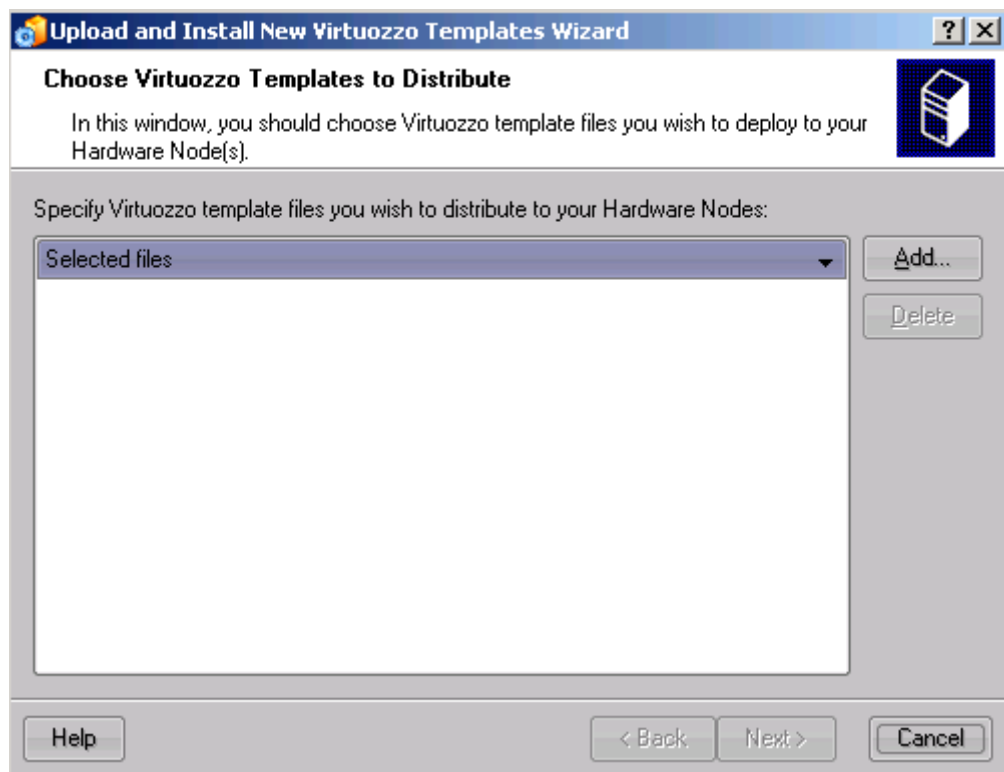 Upload and Install New Virtuozzo Templates Wizard
Choose Virtuozzo Templates to Distribute
In this window, you should choose Virtuozzo template files you wish to deploy to your
Hardware Node(s).
Specify Virtuozzo template files you wish to distribute to your Hardware Nodes:
Selected files
Add...
Delete
Help
< Back
Next >
Cancel